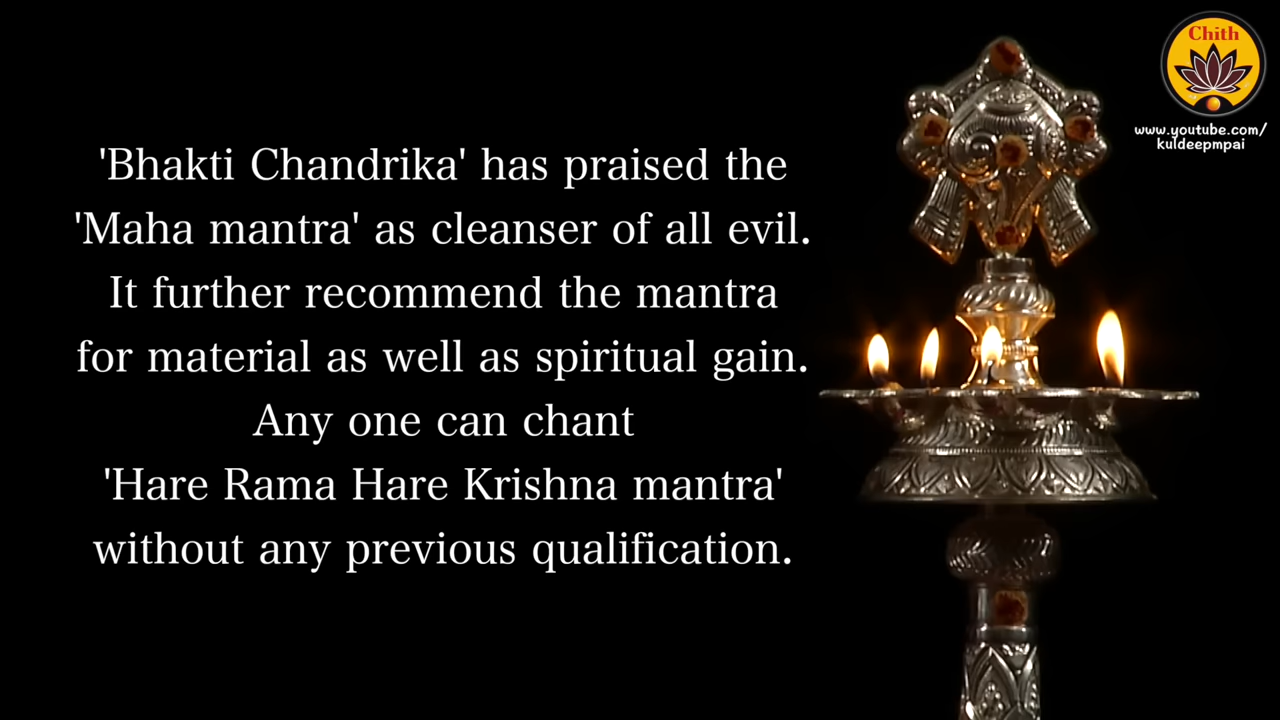 'Bhakti Chandrika' has praised the
'Maha mantra' as cleanser of all evil.
It further recommend the mantra
for material as well as spiritual gain.
Any one can chant
'Hare Rama Hare Krishna mantra'
without any previous qualification.
Chith
www.youtube.com/
kuldeepmpai